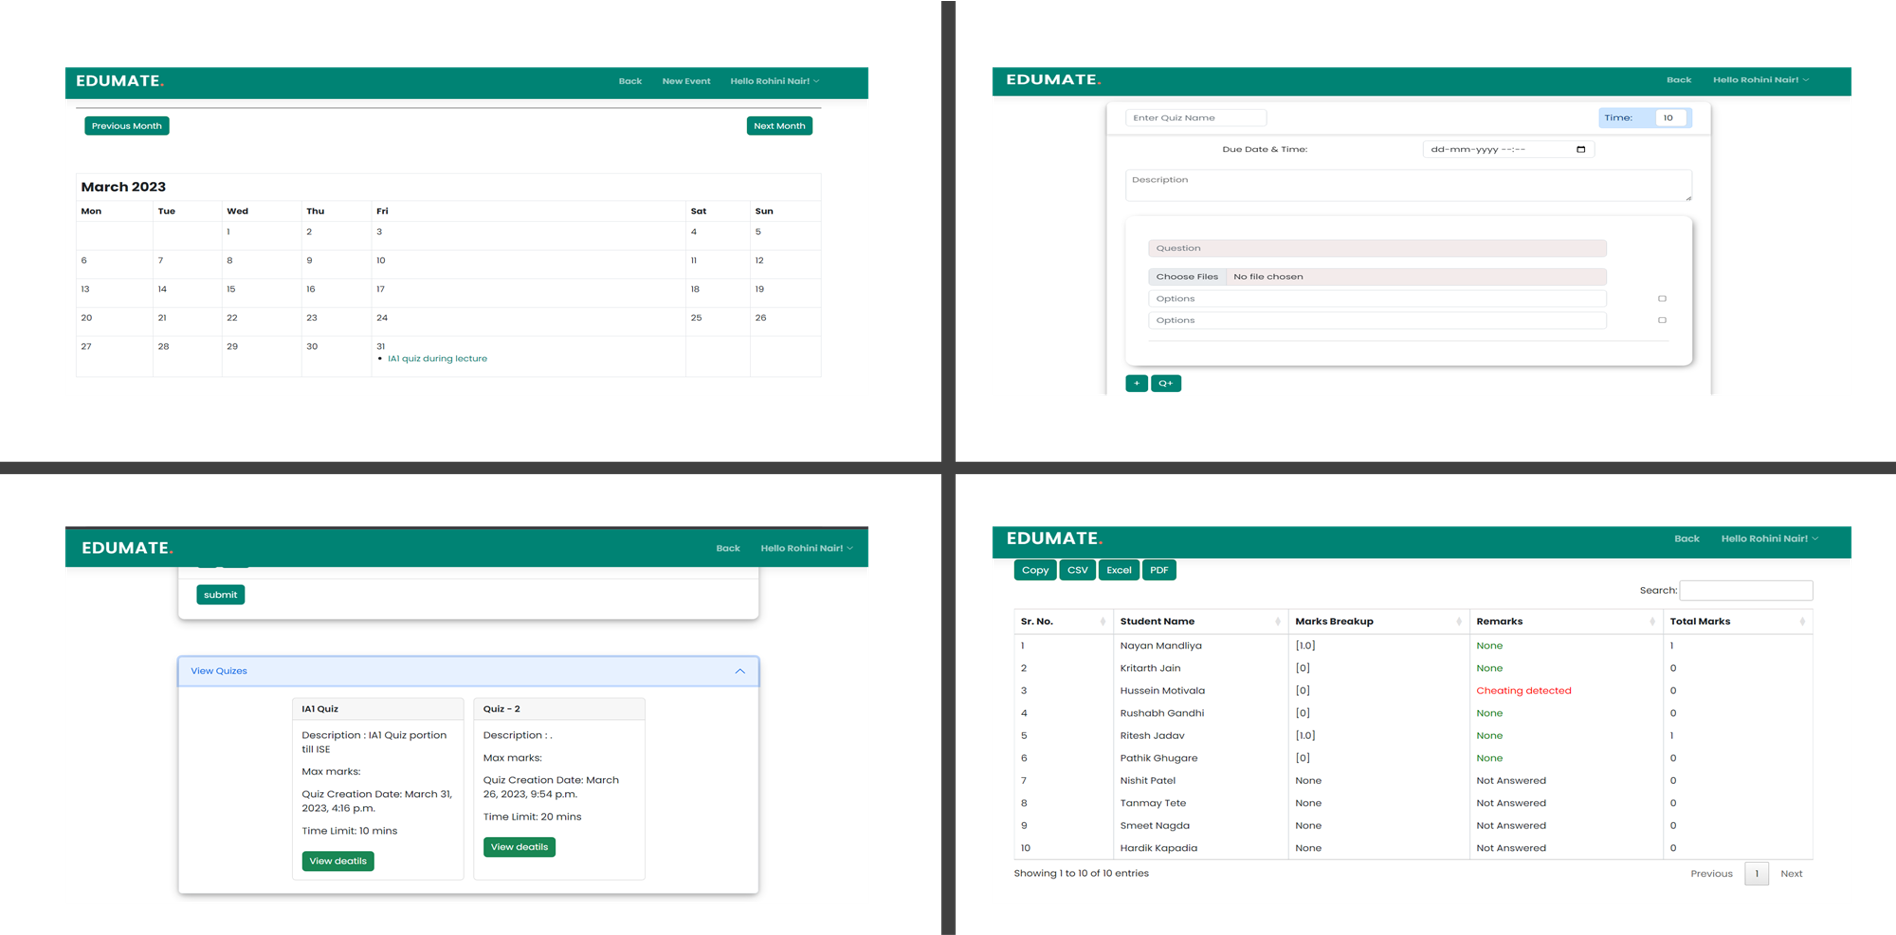 EDUMATE.
Back New Event Hello Rohini Nair!
Previous Month Next Month
March 2023
Mon Tue Wed Thu Fri Sat Sun
1 2 3 4 5
6 7 8 9 10 11 12
13 14 15 16 17 18 19
20 21 22 23 24 25 26
27 28 29 30 31
IA1 quiz during lecture
EDUMATE.
Back Hello Rohini Nair!
Enter Quiz Name Time: 10
Due Date & Time: dd-mm-yyyy --:--
Description
Question
Choose Files No file chosen
Options
Options
+ Q+
EDUMATE.
Back Hello Rohini Nair!
submit
View Quizes
IA1 Quiz
Description : IA1 Quiz portion
till ISE
Max marks:
Quiz Creation Date: March 31,
2023, 4:16 p.m.
Time Limit: 10 mins
View deatils
Quiz - 2
Description : .
Max marks:
Quiz Creation Date: March
26, 2023, 9:54 p.m.
Time Limit: 20 mins
View deatils
EDUMATE.
Back Hello Rohini Nair!
Copy CSV Excel PDF
Search:
Sr. No. Student Name Marks Breakup Remarks Total Marks
1 Nayan Mandliya [1.0] None 1
2 Kritarth Jain [0] None 0
3 Hussein Motivala [0] Cheating detected 0
4 Rushabh Gandhi [0] None 0
5 Ritesh Jadav [1.0] None 1
6 Pathik Ghugare [0] None 0
7 Nishit Patel None Not Answered 0
8 Tanmay Tete None Not Answered 0
9 Smeet Nagda None Not Answered 0
10 Hardik Kapadia None Not Answered 0
Showing 1 to 10 of 10 entries
Previous 1 Next